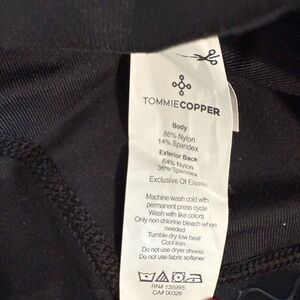 TOMMIECOPPER
Body
86% Nylon
14% Spandex
Exterior Back
64% Nylon
36% Spandex
Exclusive Of Elastic
Machine wash cold with
permanent press cycle
Wash with like colors
Only non chlorine bleach when
needed
Tumble dry low heat
Cool iron
Do not use dryer sheets
Do not use fabric softener
RN# 135995
CA# 00326